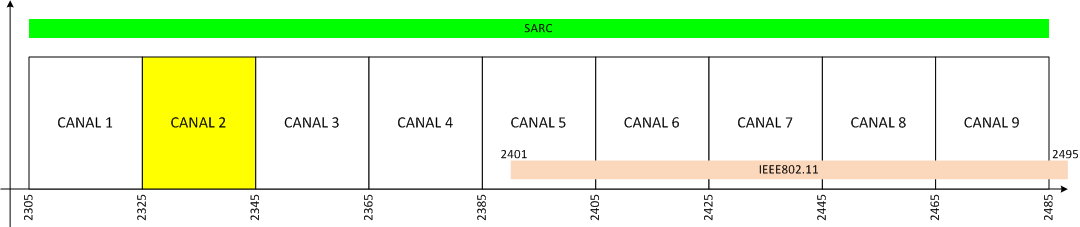 SARC
CANAL 1 CANAL 2 CANAL 3 CANAL 4 CANAL 5 CANAL 6 CANAL 7 CANAL 8 CANAL 9
2401 2495
IEEE802.11
2305 2325 2345 2365 2385 2405 2425 2445 2465 2485